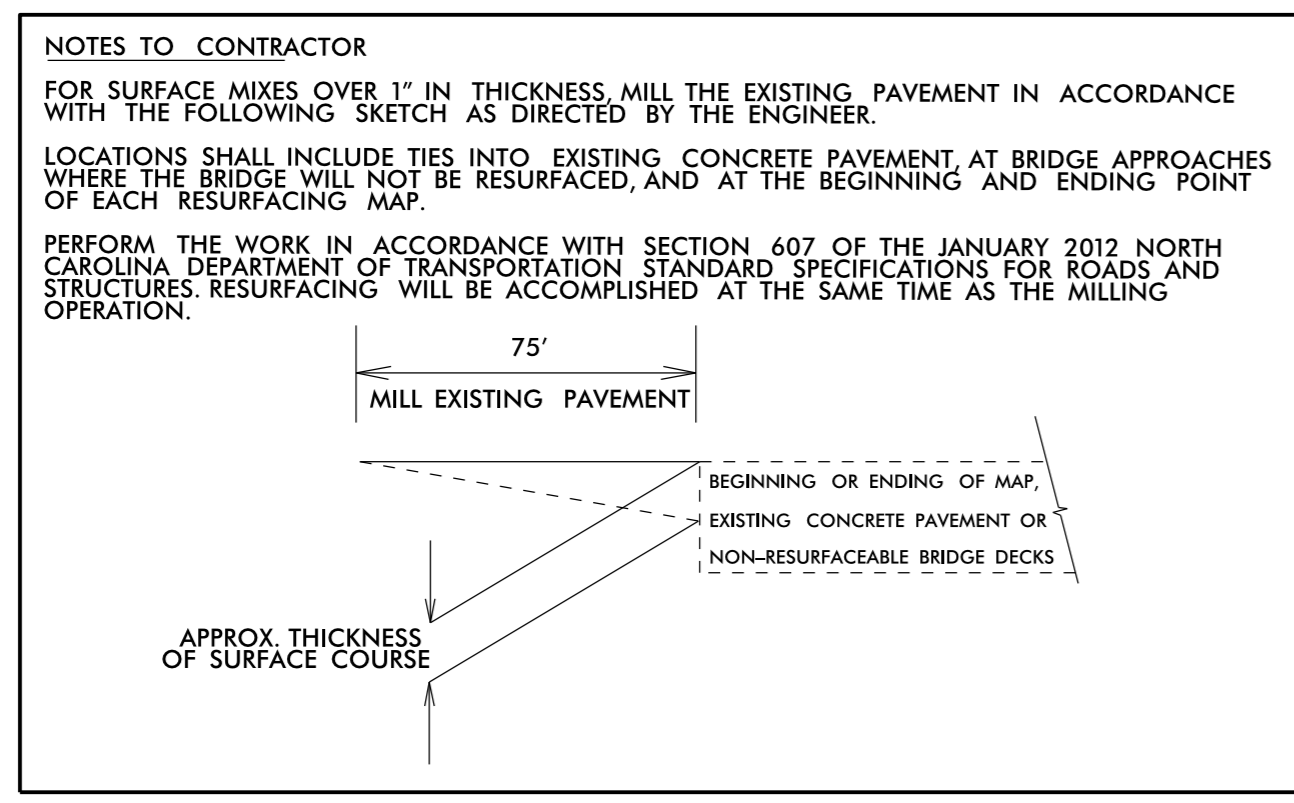 NOTES TO CONTRACTOR
FOR SURFACE MIXES OVER 1" IN THICKNESS, MILL THE EXISTING PAVEMENT IN ACCORDANCE
WITH THE FOLLOWING SKETCH AS DIRECTED BY THE ENGINEER.
LOCATIONS SHALL INCLUDE TIES INTO EXISTING CONCRETE PAVEMENT, AT BRIDGE APPROACHES
WHERE THE BRIDGE WILL NOT BE RESURFACED, AND AT THE BEGINNING AND ENDING POINT
OF EACH RESURFACING MAP.
PERFORM THE WORK IN ACCORDANCE WITH SECTION 607 OF THE JANUARY 2012 NORTH
CAROLINA DEPARTMENT OF TRANSPORTATION STANDARD SPECIFICATIONS FOR ROADS AND
STRUCTURES. RESURFACING WILL BE ACCOMPLISHED AT THE SAME TIME AS THE MILLING
OPERATION.
75'
MILL EXISTING PAVEMENT
BEGINNING OR ENDING OF MAP,
EXISTING CONCRETE PAVEMENT OR
NON-RESURFACEABLE BRIDGE DECKS
APPROX. THICKNESS
OF SURFACE COURSE